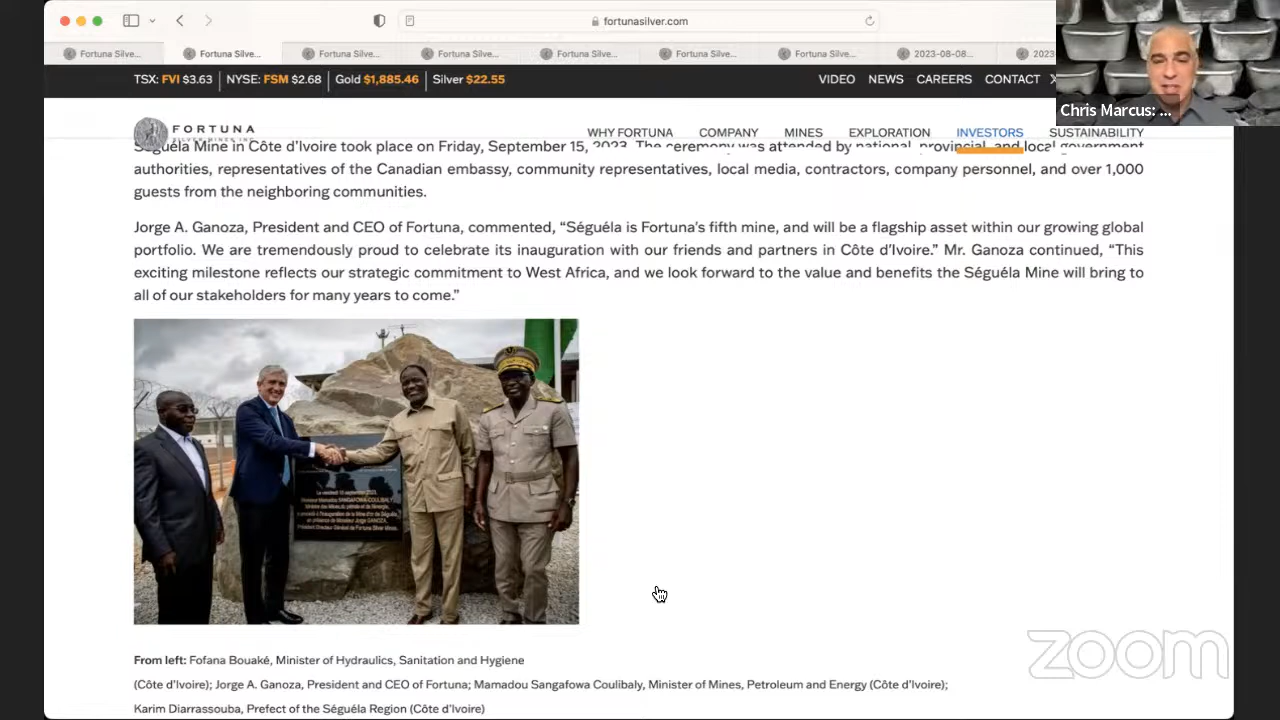 fortunasilver.com
Fortuna Silve... Fortuna Silve... Fortuna Silve... Fortuna Silve... Fortuna Silve... Fortuna Silve... Fortuna Silve... 2023-08-08... 2023
TSX: FVI $3.63 NYSE: FSM $2.68 Gold $1,885.46 Silver $22.55 VIDEO NEWS CAREERS CONTACT
Chris Marcus: ...
FORTUNA
SILVER MINES INC.
WHY FORTUNA COMPANY MINES EXPLORATION INVESTORS SUSTAINABILITY
Séguéla Mine in Côte d'Ivoire took place on Friday, September 15, 2023. The ceremony was attended by national, provincial, and local government
authorities, representatives of the Canadian embassy, community representatives, local media, contractors, company personnel, and over 1,000
guests from the neighboring communities.
Jorge A. Ganoza, President and CEO of Fortuna, commented, “Séguéla is Fortuna's fifth mine, and will be a flagship asset within our growing global
portfolio. We are tremendously proud to celebrate its inauguration with our friends and partners in Côte d'Ivoire.” Mr. Ganoza continued, “This
exciting milestone reflects our strategic commitment to West Africa, and we look forward to the value and benefits the Séguéla Mine will bring to
all of our stakeholders for many years to come.”
From left: Fofana Bouaké, Minister of Hydraulics, Sanitation and Hygiene
(Côte d'Ivoire); Jorge A. Ganoza, President and CEO of Fortuna; Mamadou Sangafowa Coulibaly, Minister of Mines, Petroleum and Energy (Côte d'Ivoire);
Karim Diarrassouba, Prefect of the Séguéla Region (Côte d'Ivoire)
zoom